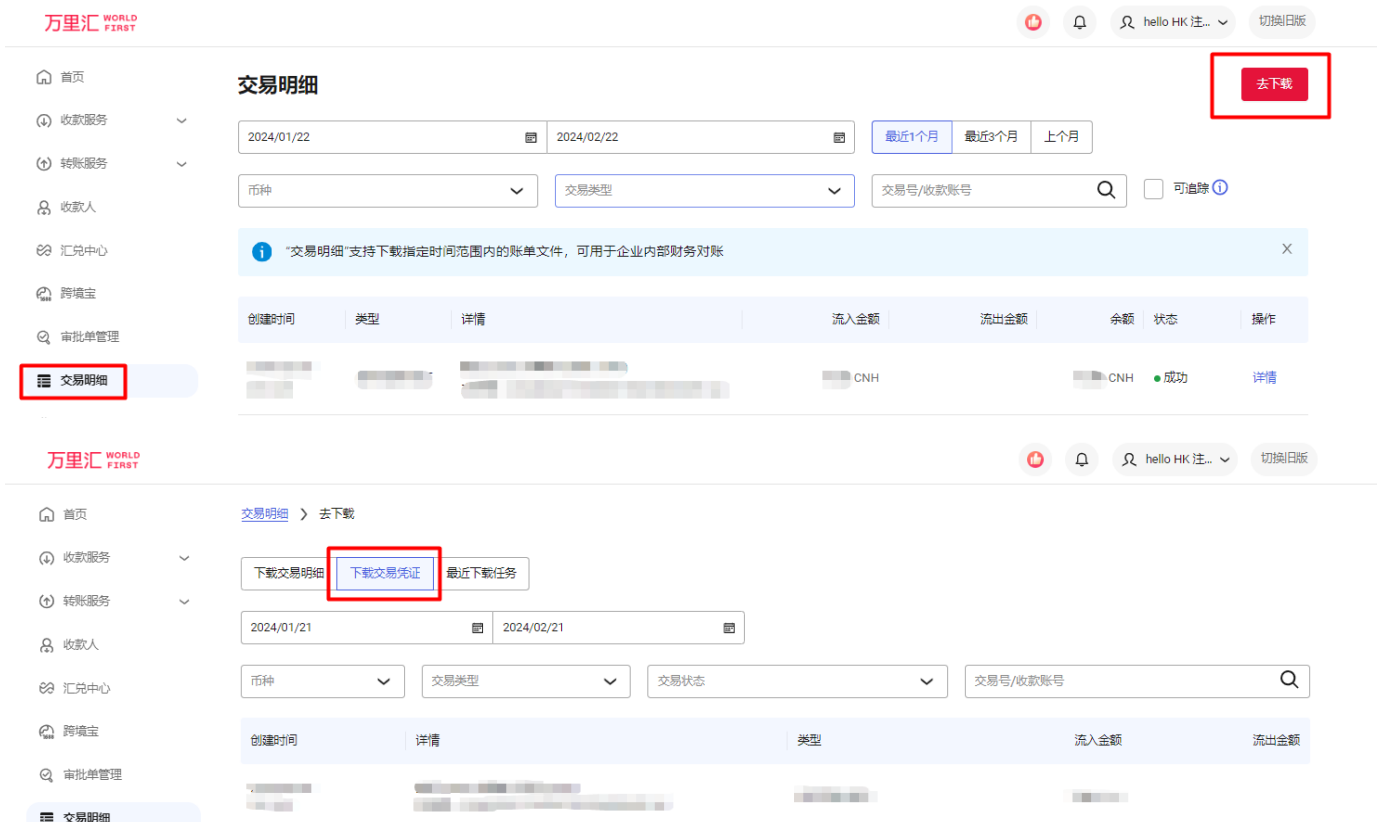 万里汇 WORLD FIRST
hello HK 注... 切换旧版
首页
收款服务
转账服务
收款人
汇兑中心
跨境宝
审批单管理
交易明细
交易明细
去下载
2024/01/22 2024/02/22 最近1个月 最近3个月 上个月
币种 交易类型 交易号/收款账号 可追踪
“交易明细”支持下载指定时间范围内的账单文件，可用于企业内部财务对账
创建时间 类型 详情 流入金额 流出金额 余额 状态 操作
CNH CNH 成功 详情
万里汇 WORLD FIRST
hello HK 注... 切换旧版
首页
收款服务
转账服务
收款人
汇兑中心
跨境宝
审批单管理
交易明细
交易明细 > 去下载
下载交易明细 下载交易凭证 最近下载任务
2024/01/21 2024/02/21
币种 交易类型 交易状态 交易号/收款账号
创建时间 详情 类型 流入金额 流出金额